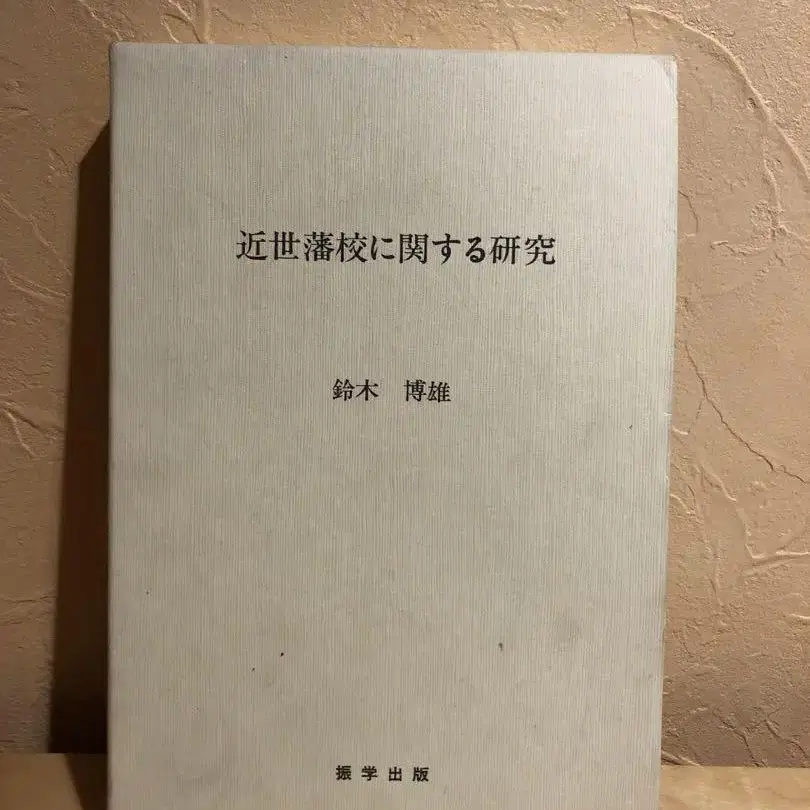 近世藩校に関する研究
鈴木　博雄
振学出版